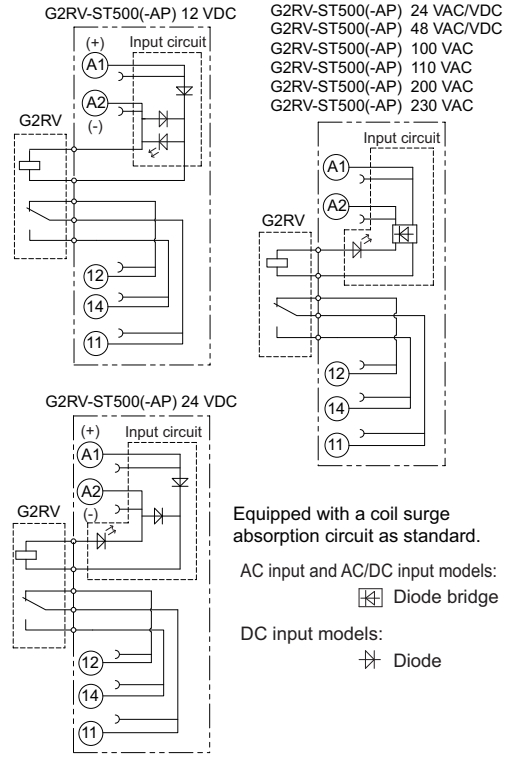 G2RV-ST500(-AP) 12 VDC
(+)
Input circuit
A1
A2
(-)
G2RV
12
14
11
G2RV-ST500(-AP) 24 VAC/VDC
G2RV-ST500(-AP) 48 VAC/VDC
G2RV-ST500(-AP) 100 VAC
G2RV-ST500(-AP) 110 VAC
G2RV-ST500(-AP) 200 VAC
G2RV-ST500(-AP) 230 VAC
Input circuit
A1
A2
G2RV
12
14
11
G2RV-ST500(-AP) 24 VDC
(+)
Input circuit
A1
A2
(-)
G2RV
12
14
11
Equipped with a coil surge
absorption circuit as standard.
AC input and AC/DC input models:
Diode bridge
DC input models:
Diode